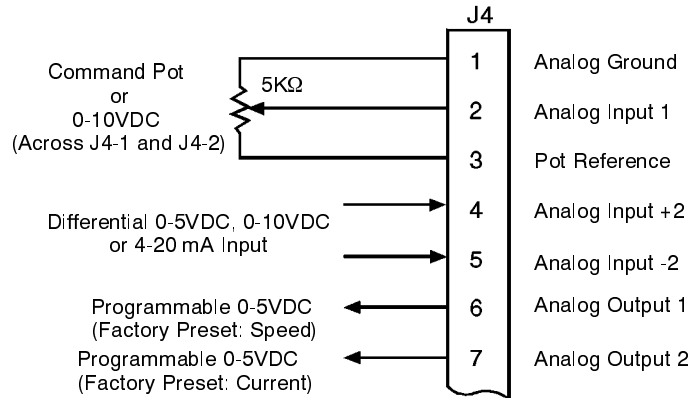 J4
Command Pot
or
0-10VDC
(Across J4-1 and J4-2)
5KΩ
1 Analog Ground
2 Analog Input 1
3 Pot Reference
Differential 0-5VDC, 0-10VDC
or 4-20 mA Input
4 Analog Input +2
5 Analog Input -2
Programmable 0-5VDC
(Factory Preset: Speed)
6 Analog Output 1
Programmable 0-5VDC
(Factory Preset: Current)
7 Analog Output 2